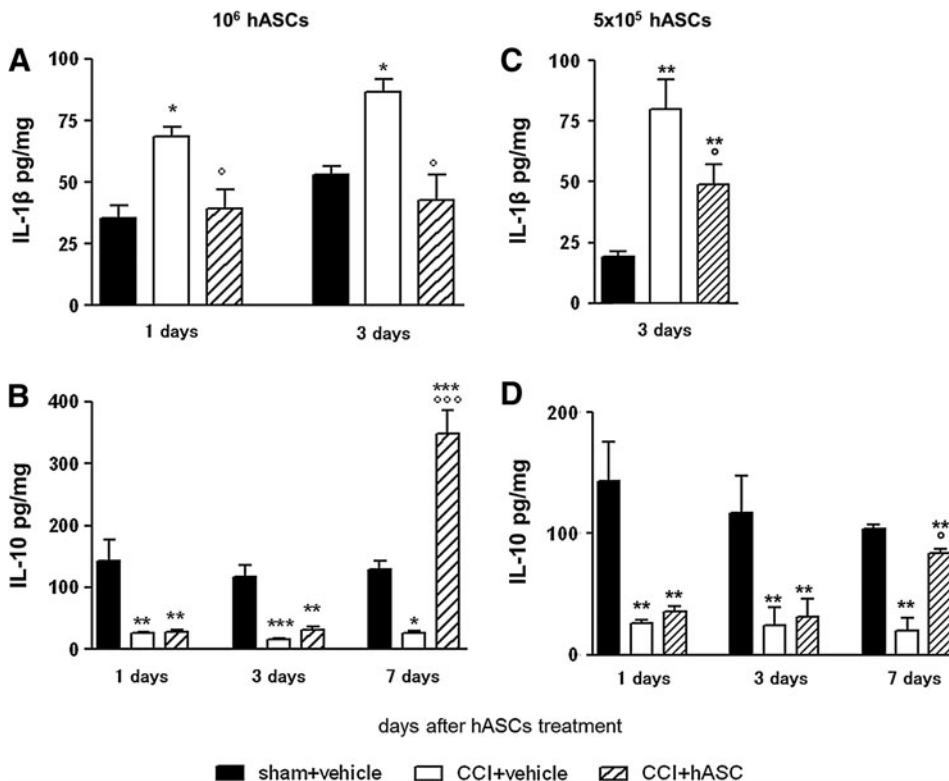 10⁶ hASCs
5x10⁵ hASCs
A
IL-1β pg/mg
100
75
50
25
0
*
°
*
°
1 days
3 days
C
IL-1β pg/mg
100
75
50
25
0
**
**
°
3 days
B
IL-10 pg/mg
400
300
200
100
0
**
**
***
**
*
***
°°°
1 days
3 days
7 days
D
IL-10 pg/mg
200
100
0
**
**
**
**
**
**
°
1 days
3 days
7 days
days after hASCs treatment
sham+vehicle CCI+vehicle CCI+hASC